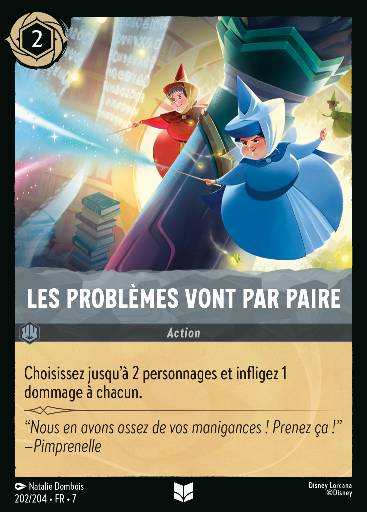 2
LES PROBLÈMES VONT PAR PAIRE
Action
Choisissez jusqu'à 2 personnages et infligez 1
dommage à chacun.
“Nous en avons ossez de vos manigances ! Prenez ça !”
–Pimprenelle
Natalie Dombois
202/204 • FR • 7
Disney Lorcana
©Disney